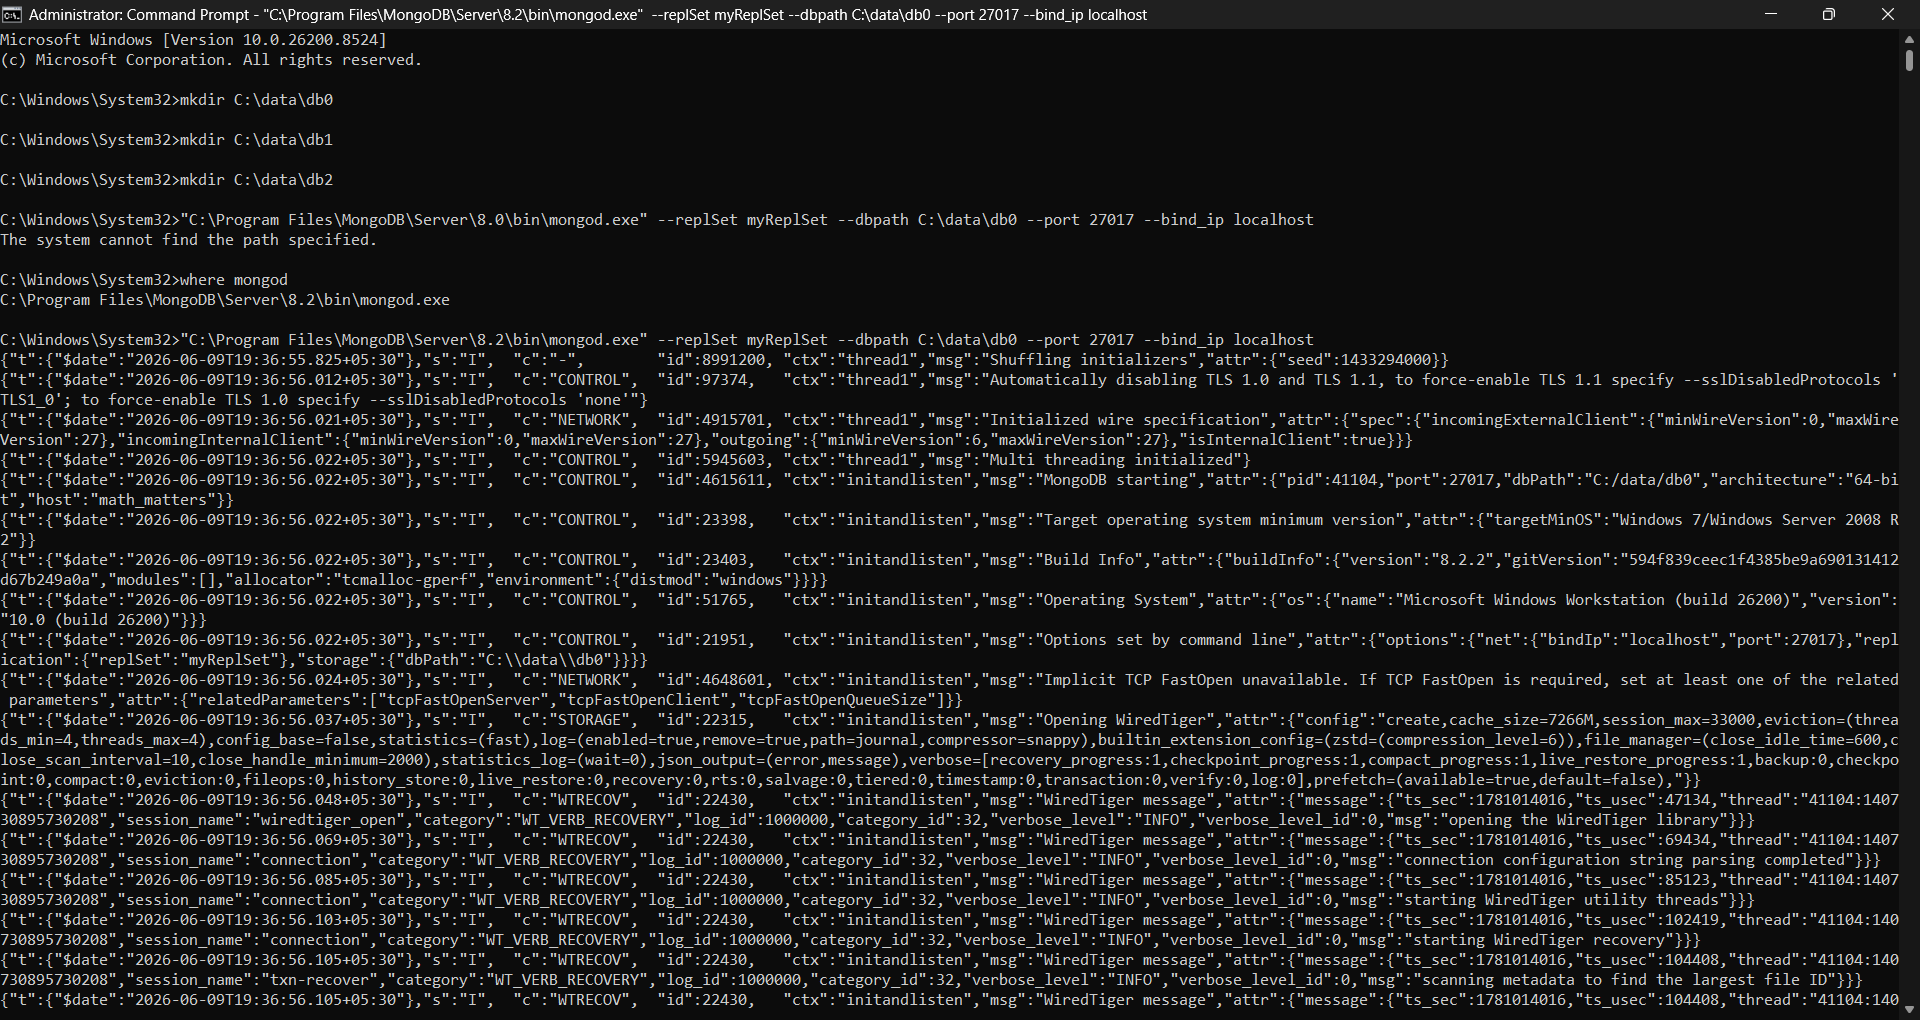 Administrator: Command Prompt - "C:\Program Files\MongoDB\Server\8.2\bin\mongod.exe"  --replSet myReplSet --dbpath C:\data\db0 --port 27017 --bind_ip localhost
Microsoft Windows [Version 10.0.26200.8524]
(c) Microsoft Corporation. All rights reserved.
C:\Windows\System32>mkdir C:\data\db0
C:\Windows\System32>mkdir C:\data\db1
C:\Windows\System32>mkdir C:\data\db2
C:\Windows\System32>"C:\Program Files\MongoDB\Server\8.0\bin\mongod.exe" --replSet myReplSet --dbpath C:\data\db0 --port 27017 --bind_ip localhost
The system cannot find the path specified.
C:\Windows\System32>where mongod
C:\Program Files\MongoDB\Server\8.2\bin\mongod.exe
C:\Windows\System32>"C:\Program Files\MongoDB\Server\8.2\bin\mongod.exe" --replSet myReplSet --dbpath C:\data\db0 --port 27017 --bind_ip localhost
{"t":{"$date":"2026-06-09T19:36:55.825+05:30"},"s":"I",  "c":"-",         "id":8991200, "ctx":"thread1","msg":"Shuffling initializers","attr":{"seed":1433294000}}
{"t":{"$date":"2026-06-09T19:36:56.012+05:30"},"s":"I",  "c":"CONTROL",  "id":97374,   "ctx":"thread1","msg":"Automatically disabling TLS 1.0 and TLS 1.1, to force-enable TLS 1.1 specify --sslDisabledProtocols '
TLS1_0'; to force-enable TLS 1.0 specify --sslDisabledProtocols 'none'"}
{"t":{"$date":"2026-06-09T19:36:56.021+05:30"},"s":"I",  "c":"NETWORK",  "id":4915701, "ctx":"thread1","msg":"Initialized wire specification","attr":{"spec":{"incomingExternalClient":{"minWireVersion":0,"maxWire
Version":27},"incomingInternalClient":{"minWireVersion":0,"maxWireVersion":27},"outgoing":{"minWireVersion":6,"maxWireVersion":27},"isInternalClient":true}}}
{"t":{"$date":"2026-06-09T19:36:56.022+05:30"},"s":"I",  "c":"CONTROL",  "id":5945603, "ctx":"thread1","msg":"Multi threading initialized"}
{"t":{"$date":"2026-06-09T19:36:56.022+05:30"},"s":"I",  "c":"CONTROL",  "id":4615611, "ctx":"initandlisten","msg":"MongoDB starting","attr":{"pid":41104,"port":27017,"dbPath":"C:/data/db0","architecture":"64-bi
t","host":"math_matters"}}
{"t":{"$date":"2026-06-09T19:36:56.022+05:30"},"s":"I",  "c":"CONTROL",  "id":23398,   "ctx":"initandlisten","msg":"Target operating system minimum version","attr":{"targetMinOS":"Windows 7/Windows Server 2008 R
2"}}
{"t":{"$date":"2026-06-09T19:36:56.022+05:30"},"s":"I",  "c":"CONTROL",  "id":23403,   "ctx":"initandlisten","msg":"Build Info","attr":{"buildInfo":{"version":"8.2.2","gitVersion":"594f839ceec1f4385be9a690131412
d67b249a0a","modules":[],"allocator":"tcmalloc-gperf","environment":{"distmod":"windows"}}}}
{"t":{"$date":"2026-06-09T19:36:56.022+05:30"},"s":"I",  "c":"CONTROL",  "id":51765,   "ctx":"initandlisten","msg":"Operating System","attr":{"os":{"name":"Microsoft Windows Workstation (build 26200)","version":
"10.0 (build 26200)"}}}
{"t":{"$date":"2026-06-09T19:36:56.022+05:30"},"s":"I",  "c":"CONTROL",  "id":21951,   "ctx":"initandlisten","msg":"Options set by command line","attr":{"options":{"net":{"bindIp":"localhost","port":27017},"repl
ication":{"replSet":"myReplSet"},"storage":{"dbPath":"C:\\data\\db0"}}}}
{"t":{"$date":"2026-06-09T19:36:56.024+05:30"},"s":"I",  "c":"NETWORK",  "id":4648601, "ctx":"initandlisten","msg":"Implicit TCP FastOpen unavailable. If TCP FastOpen is required, set at least one of the related
 parameters","attr":{"relatedParameters":["tcpFastOpenServer","tcpFastOpenClient","tcpFastOpenQueueSize"]}}
{"t":{"$date":"2026-06-09T19:36:56.037+05:30"},"s":"I",  "c":"STORAGE",  "id":22315,   "ctx":"initandlisten","msg":"Opening WiredTiger","attr":{"config":"create,cache_size=7266M,session_max=33000,eviction=(threa
ds_min=4,threads_max=4),config_base=false,statistics=(fast),log=(enabled=true,remove=true,path=journal,compressor=snappy),builtin_extension_config=(zstd=(compression_level=6)),file_manager=(close_idle_time=600,c
lose_scan_interval=10,close_handle_minimum=2000),statistics_log=(wait=0),json_output=(error,message),verbose=[recovery_progress:1,checkpoint_progress:1,compact_progress:1,live_restore_progress:1,backup:0,checkpo
int:0,compact:0,eviction:0,fileops:0,history_store:0,live_restore:0,recovery:0,rts:0,salvage:0,tiered:0,timestamp:0,transaction:0,verify:0,log:0],prefetch=(available=true,default=false),"}}
{"t":{"$date":"2026-06-09T19:36:56.048+05:30"},"s":"I",  "c":"WTRECOV",  "id":22430,   "ctx":"initandlisten","msg":"WiredTiger message","attr":{"message":{"ts_sec":1781014016,"ts_usec":47134,"thread":"41104:1407
30895730208","session_name":"wiredtiger_open","category":"WT_VERB_RECOVERY","log_id":1000000,"category_id":32,"verbose_level":"INFO","verbose_level_id":0,"msg":"opening the WiredTiger library"}}}
{"t":{"$date":"2026-06-09T19:36:56.069+05:30"},"s":"I",  "c":"WTRECOV",  "id":22430,   "ctx":"initandlisten","msg":"WiredTiger message","attr":{"message":{"ts_sec":1781014016,"ts_usec":69434,"thread":"41104:1407
30895730208","session_name":"connection","category":"WT_VERB_RECOVERY","log_id":1000000,"category_id":32,"verbose_level":"INFO","verbose_level_id":0,"msg":"connection configuration string parsing completed"}}}
{"t":{"$date":"2026-06-09T19:36:56.085+05:30"},"s":"I",  "c":"WTRECOV",  "id":22430,   "ctx":"initandlisten","msg":"WiredTiger message","attr":{"message":{"ts_sec":1781014016,"ts_usec":85123,"thread":"41104:1407
30895730208","session_name":"connection","category":"WT_VERB_RECOVERY","log_id":1000000,"category_id":32,"verbose_level":"INFO","verbose_level_id":0,"msg":"starting WiredTiger utility threads"}}}
{"t":{"$date":"2026-06-09T19:36:56.103+05:30"},"s":"I",  "c":"WTRECOV",  "id":22430,   "ctx":"initandlisten","msg":"WiredTiger message","attr":{"message":{"ts_sec":1781014016,"ts_usec":102419,"thread":"41104:140
730895730208","session_name":"connection","category":"WT_VERB_RECOVERY","log_id":1000000,"category_id":32,"verbose_level":"INFO","verbose_level_id":0,"msg":"starting WiredTiger recovery"}}}
{"t":{"$date":"2026-06-09T19:36:56.105+05:30"},"s":"I",  "c":"WTRECOV",  "id":22430,   "ctx":"initandlisten","msg":"WiredTiger message","attr":{"message":{"ts_sec":1781014016,"ts_usec":104408,"thread":"41104:140
730895730208","session_name":"txn-recover","category":"WT_VERB_RECOVERY","log_id":1000000,"category_id":32,"verbose_level":"INFO","verbose_level_id":0,"msg":"scanning metadata to find the largest file ID"}}}
{"t":{"$date":"2026-06-09T19:36:56.105+05:30"},"s":"I",  "c":"WTRECOV",  "id":22430,   "ctx":"initandlisten","msg":"WiredTiger message","attr":{"message":{"ts_sec":1781014016,"ts_usec":104408,"thread":"41104:140